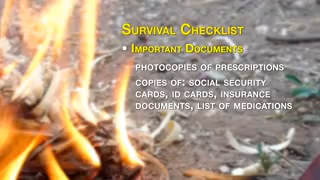 Survival Checklist
• Important Documents
photocopies of prescriptions
copies of: social security
cards, id cards, insurance
documents, list of medications